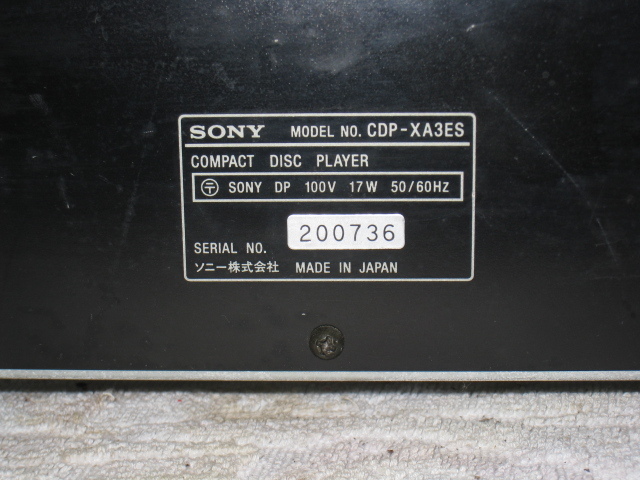 SONY MODEL NO. CDP-XA3ES
COMPACT DISC PLAYER
〒 SONY DP 100V 17W 50/60Hz
SERIAL NO. 200736
ソニー株式会社 MADE IN JAPAN